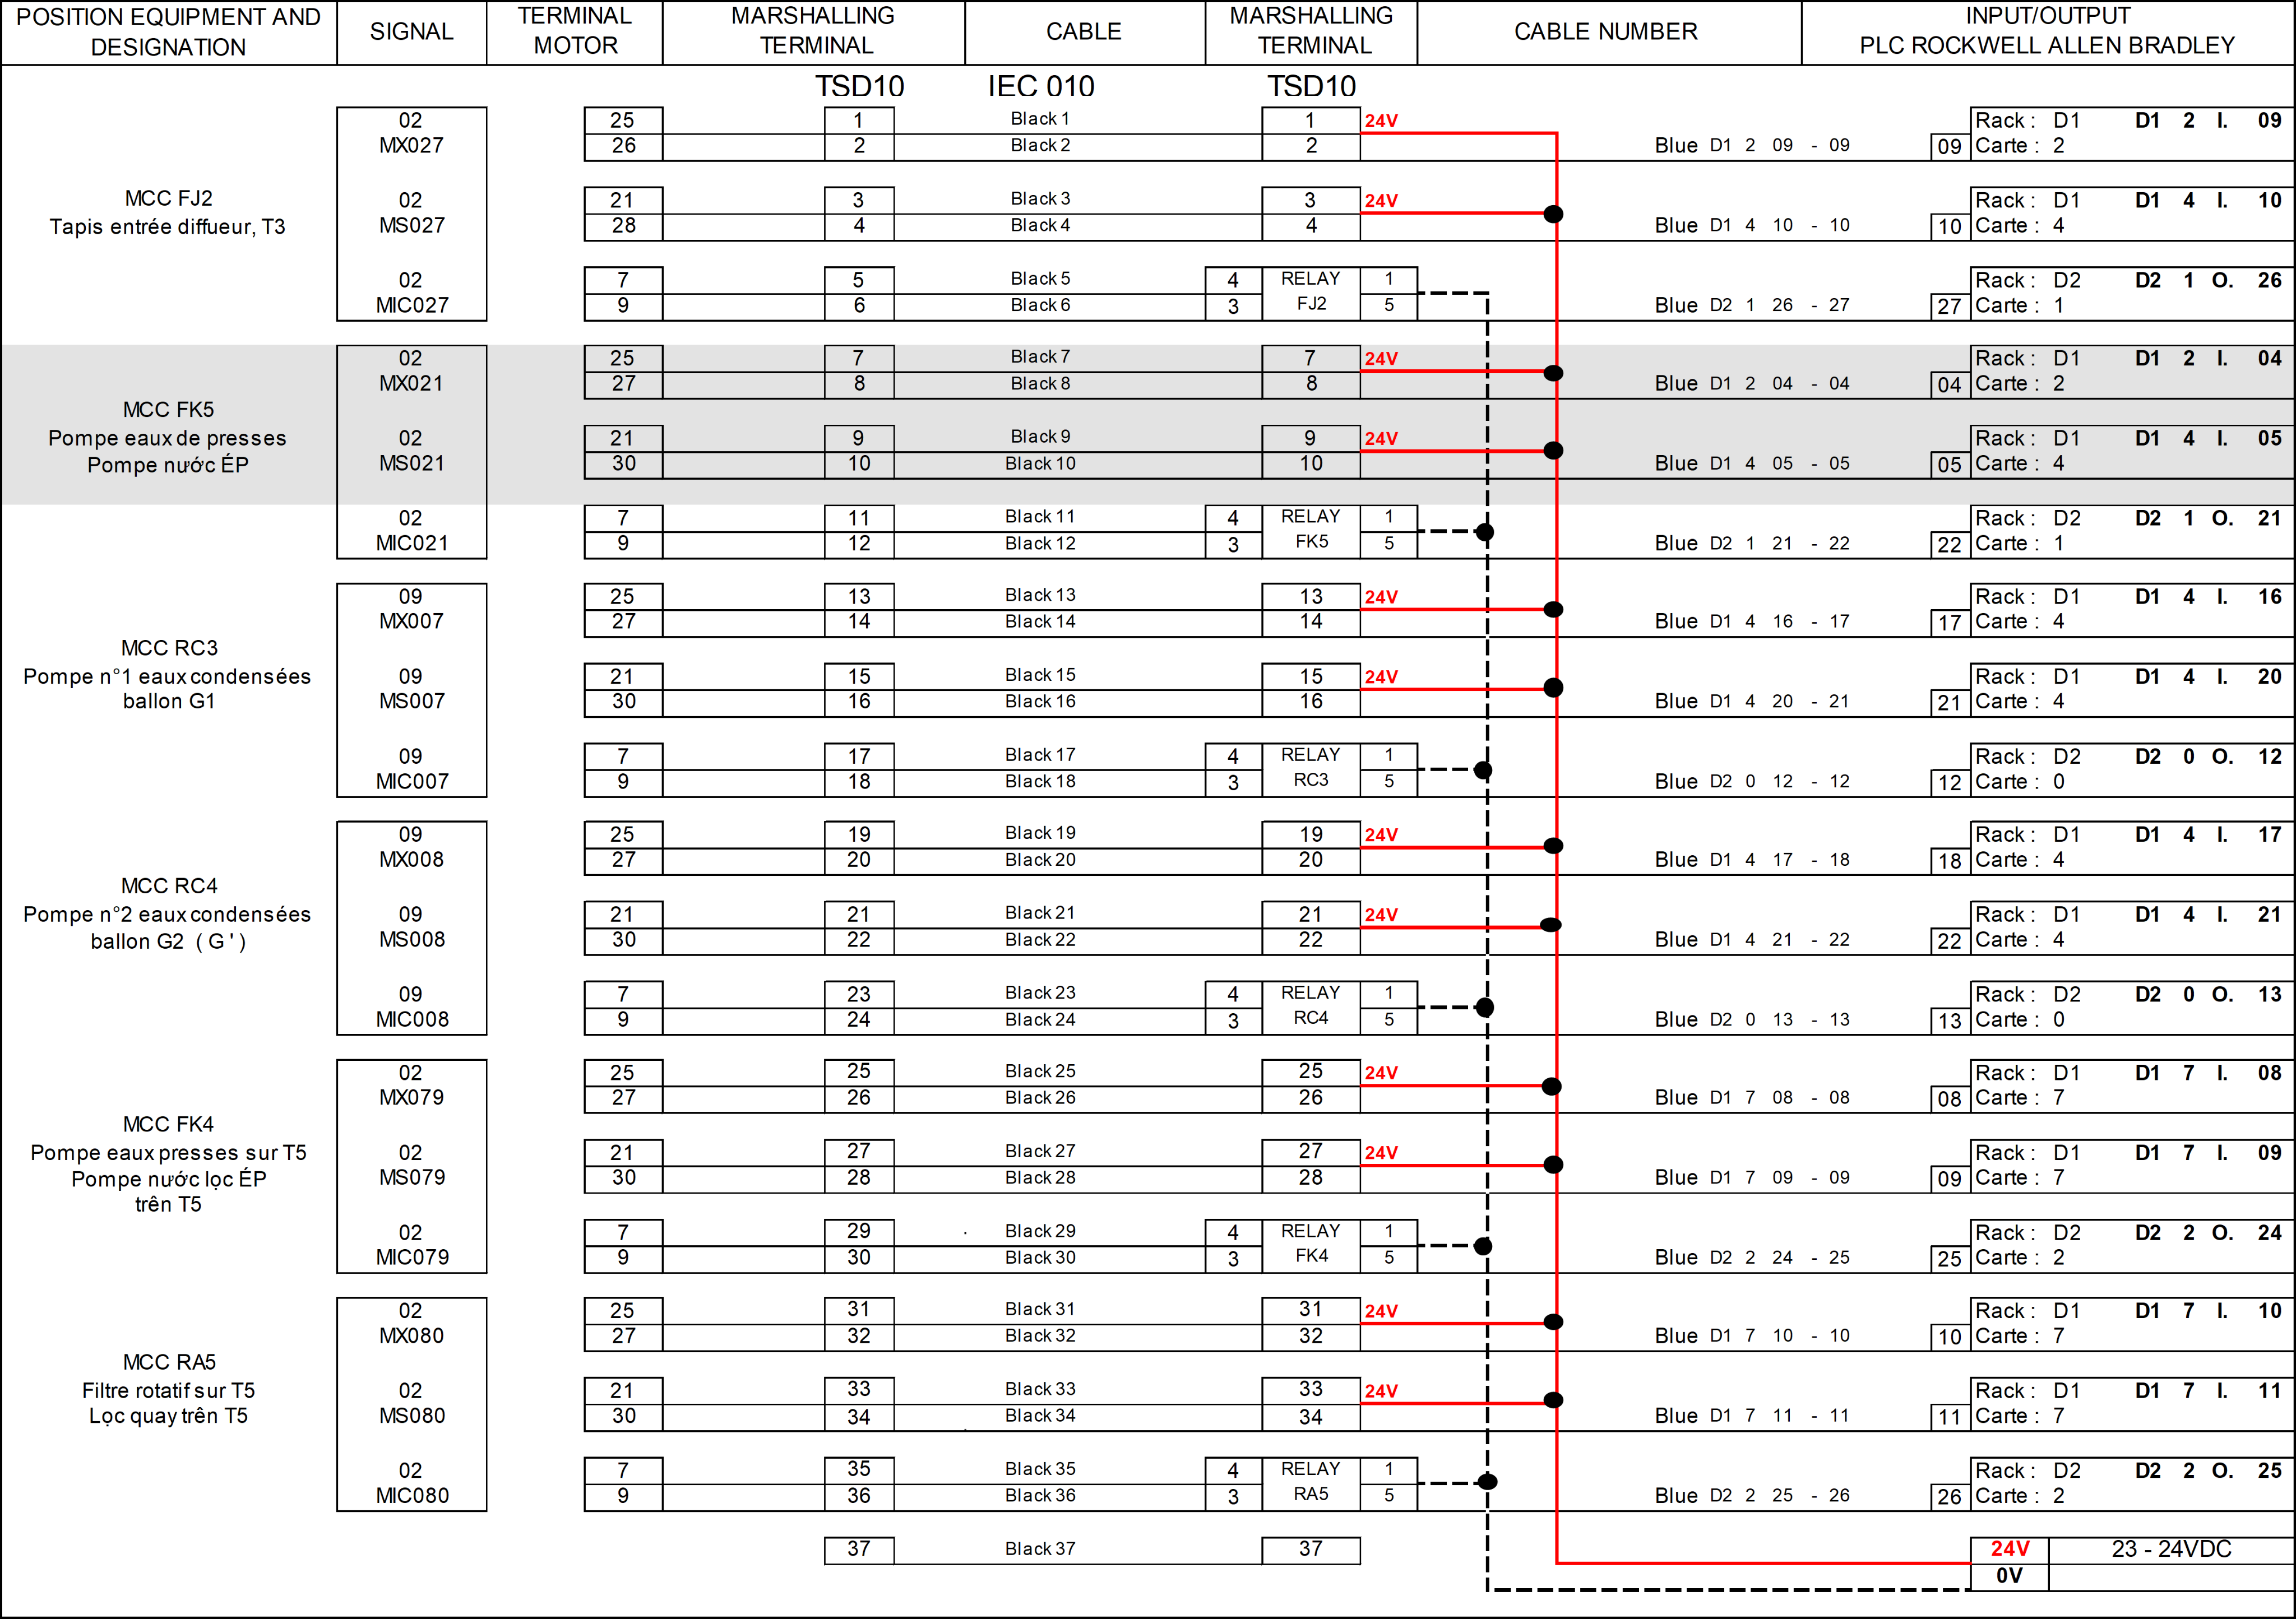 POSITION EQUIPMENT AND DESIGNATION SIGNAL TERMINAL MOTOR MARSHALLING TERMINAL CABLE MARSHALLING TERMINAL CABLE NUMBER INPUT/OUTPUT PLC ROCKWELL ALLEN BRADLEY
TSD10 IEC 010 TSD10
02 25 1 Black 1 1 24V Rack : D1 D1 2 I. 09
MX027 26 2 Black 2 2 Blue D1 2 09 - 09 09 Carte : 2
MCC FJ2 02 21 3 Black 3 3 24V Rack : D1 D1 4 I. 10
Tapis entrée diffueur, T3 MS027 28 4 Black 4 4 Blue D1 4 10 - 10 10 Carte : 4
02 7 5 Black 5 4 RELAY 1 Rack : D2 D2 1 O. 26
MIC027 9 6 Black 6 3 FJ2 5 Blue D2 1 26 - 27 27 Carte : 1
02 25 7 Black 7 7 24V Rack : D1 D1 2 I. 04
MX021 27 8 Black 8 8 Blue D1 2 04 - 04 04 Carte : 2
MCC FK5
Pompe eaux de presses 02 21 9 Black 9 9 24V Rack : D1 D1 4 I. 05
Pompe nước ÉP MS021 30 10 Black 10 10 Blue D1 4 05 - 05 05 Carte : 4
02 7 11 Black 11 4 RELAY 1 Rack : D2 D2 1 O. 21
MIC021 9 12 Black 12 3 FK5 5 Blue D2 1 21 - 22 22 Carte : 1
09 25 13 Black 13 13 24V Rack : D1 D1 4 I. 16
MX007 27 14 Black 14 14 Blue D1 4 16 - 17 17 Carte : 4
MCC RC3
Pompe n°1 eaux condensées 09 21 15 Black 15 15 24V Rack : D1 D1 4 I. 20
ballon G1 MS007 30 16 Black 16 16 Blue D1 4 20 - 21 21 Carte : 4
09 7 17 Black 17 4 RELAY 1 Rack : D2 D2 0 O. 12
MIC007 9 18 Black 18 3 RC3 5 Blue D2 0 12 - 12 12 Carte : 0
09 25 19 Black 19 19 24V Rack : D1 D1 4 I. 17
MX008 27 20 Black 20 20 Blue D1 4 17 - 18 18 Carte : 4
MCC RC4
Pompe n°2 eaux condensées 09 21 21 Black 21 21 24V Rack : D1 D1 4 I. 21
ballon G2 ( G ' ) MS008 30 22 Black 22 22 Blue D1 4 21 - 22 22 Carte : 4
09 7 23 Black 23 4 RELAY 1 Rack : D2 D2 0 O. 13
MIC008 9 24 Black 24 3 RC4 5 Blue D2 0 13 - 13 13 Carte : 0
02 25 25 Black 25 25 24V Rack : D1 D1 7 I. 08
MX079 27 26 Black 26 26 Blue D1 7 08 - 08 08 Carte : 7
MCC FK4
Pompe eaux presses sur T5 02 21 27 Black 27 27 24V Rack : D1 D1 7 I. 09
Pompe nước lọc ÉP MS079 30 28 Black 28 28 Blue D1 7 09 - 09 09 Carte : 7
trên T5
02 7 29 Black 29 4 RELAY 1 Rack : D2 D2 2 O. 24
MIC079 9 30 Black 30 3 FK4 5 Blue D2 2 24 - 25 25 Carte : 2
02 25 31 Black 31 31 24V Rack : D1 D1 7 I. 10
MX080 27 32 Black 32 32 Blue D1 7 10 - 10 10 Carte : 7
MCC RA5
Filtre rotatif sur T5 02 21 33 Black 33 33 24V Rack : D1 D1 7 I. 11
Lọc quay trên T5 MS080 30 34 Black 34 34 Blue D1 7 11 - 11 11 Carte : 7
02 7 35 Black 35 4 RELAY 1 Rack : D2 D2 2 O. 25
MIC080 9 36 Black 36 3 RA5 5 Blue D2 2 25 - 26 26 Carte : 2
37 Black 37 37 24V 23 - 24VDC
0V